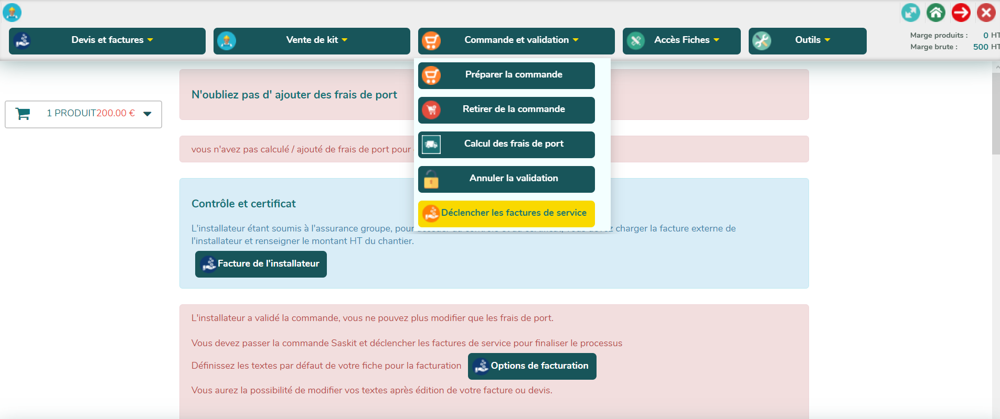 Devis et factures
Vente de kit
Commande et validation
Accès Fiches
Outils
Marge produits : 0 HT
Marge brute : 500 HT
1 PRODUIT200.00 €
N'oubliez pas d' ajouter des frais de port
vous n'avez pas calculé / ajouté de frais de port pour
Préparer la commande
Retirer de la commande
Calcul des frais de port
Annuler la validation
Déclencher les factures de service
Contrôle et certificat
L'installateur étant soumis à l'assurance groupe, pour charger la facture externe de
l'installateur et renseigner le montant HT du chantier.
Facture de l'installateur
L'installateur a validé la commande, vous ne pouvez plus modifier que les frais de port.
Vous devez passer la commande Saskit et déclencher les factures de service pour finaliser le processus
Définissez les textes par défaut de votre fiche pour la facturation
Options de facturation
Vous aurez la possibilité de modifier vos textes après édition de votre facture ou devis.